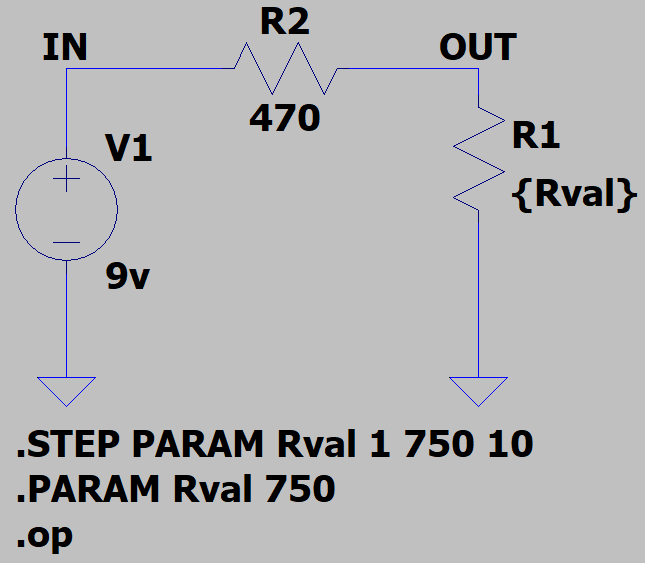 IN
R2
OUT
470
V1
R1
{Rval}
9v
.STEP PARAM Rval 1 750 10
.PARAM Rval 750
.op